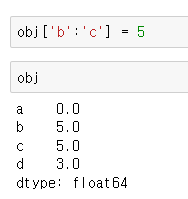 obj['b':'c'] = 5
obj
a    0.0
b    5.0
c    5.0
d    3.0
dtype: float64